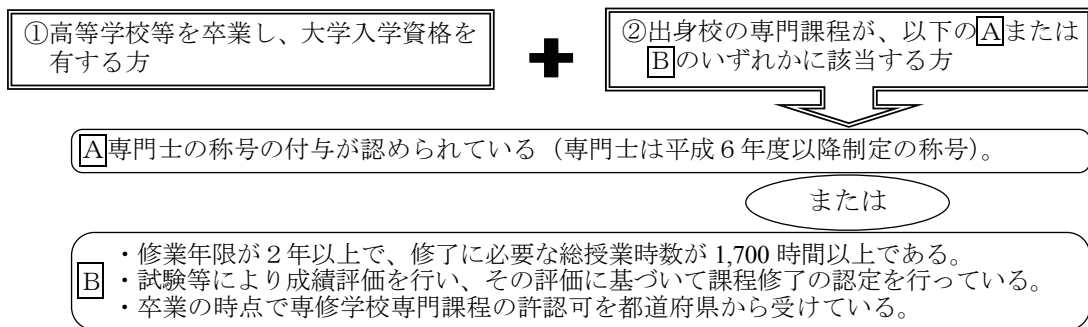 ①高等学校等を卒業し、大学入学資格を
有する方
②出身校の専門課程が、以下のAまたは
Bのいずれかに該当する方
A専門士の称号の付与が認められている（専門士は平成６年度以降制定の称号）。
または
B
・修業年限が２年以上で、修了に必要な総授業時数が 1,700 時間以上である。
・試験等により成績評価を行い、その評価に基づいて課程修了の認定を行っている。
・卒業の時点で専修学校専門課程の許認可を都道府県から受けている。